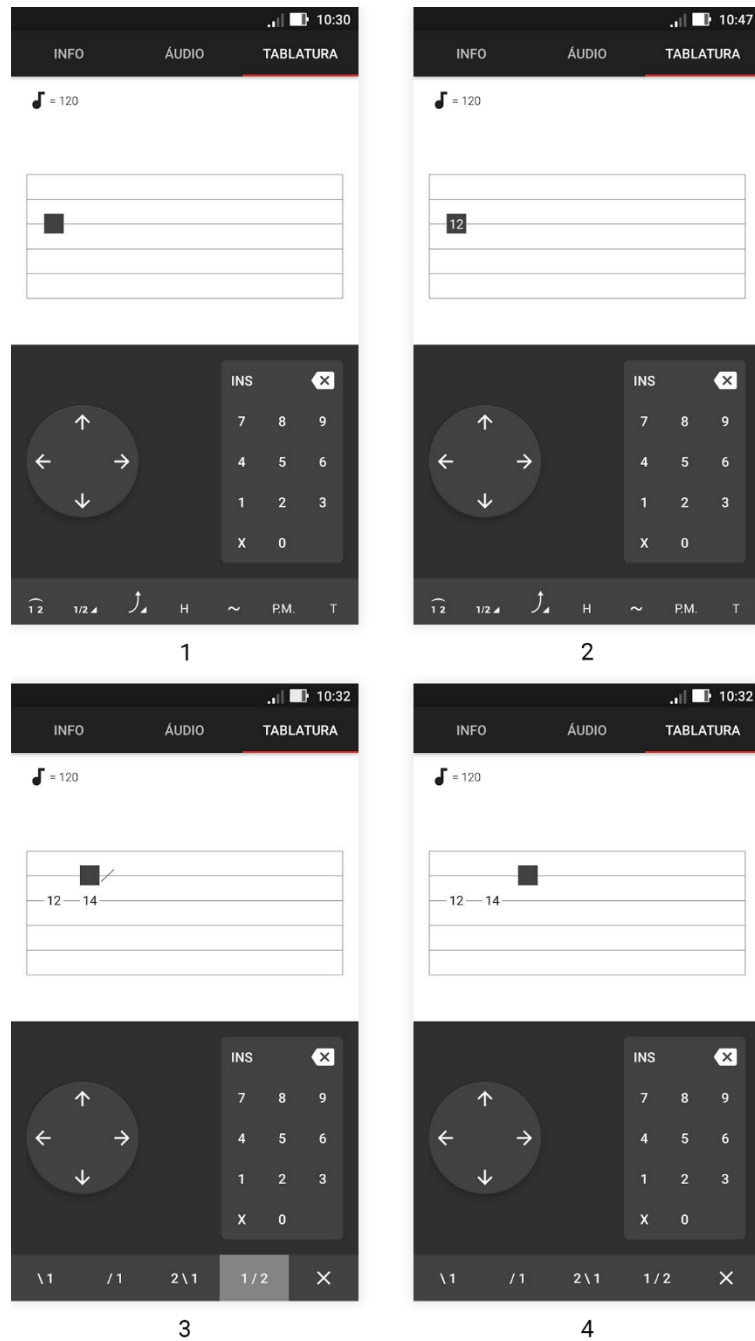 10:30
INFO ÁUDIO TABLATURA
= 120
INS
7 8 9
4 5 6
1 2 3
X 0
1 2 1/2 H ~ P.M. T
1
10:47
INFO ÁUDIO TABLATURA
= 120
12
INS
7 8 9
4 5 6
1 2 3
X 0
1 2 1/2 H ~ P.M. T
2
10:32
INFO ÁUDIO TABLATURA
= 120
12 14
INS
7 8 9
4 5 6
1 2 3
X 0
\ 1 / 1 2 \ 1 1 / 2
3
10:32
INFO ÁUDIO TABLATURA
= 120
12 14
INS
7 8 9
4 5 6
1 2 3
X 0
\ 1 / 1 2 \ 1 1 / 2
4